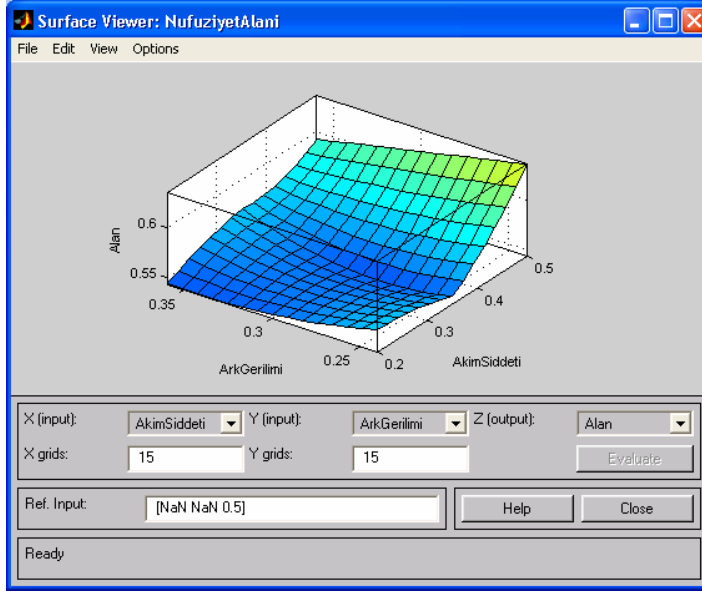 Surface Viewer: NufuziyetAlani
File Edit View Options
0.6
0.55
Alan
0.35
0.3
0.25
ArkGerilimi
0.2
0.3
0.4
0.5
AkimSiddeti
X (input): AkimSiddeti Y (input): ArkGerilimi Z (output): Alan
X grids: 15 Y grids: 15 Evaluate
Ref. Input: [NaN NaN 0.5] Help Close
Ready